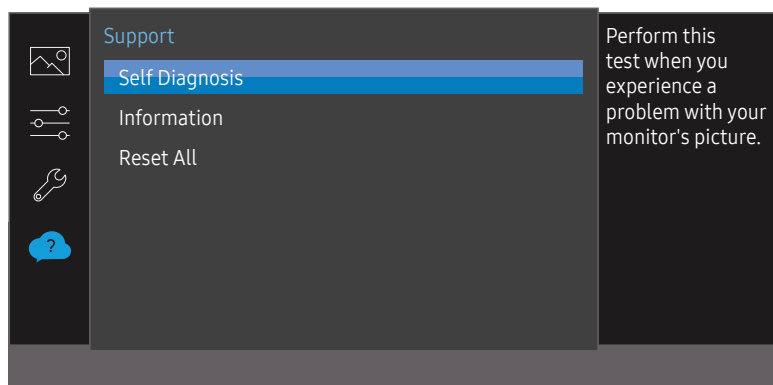 Support
Self Diagnosis
Information
Reset All
?
Perform this
test when you
experience a
problem with your
monitor's picture.